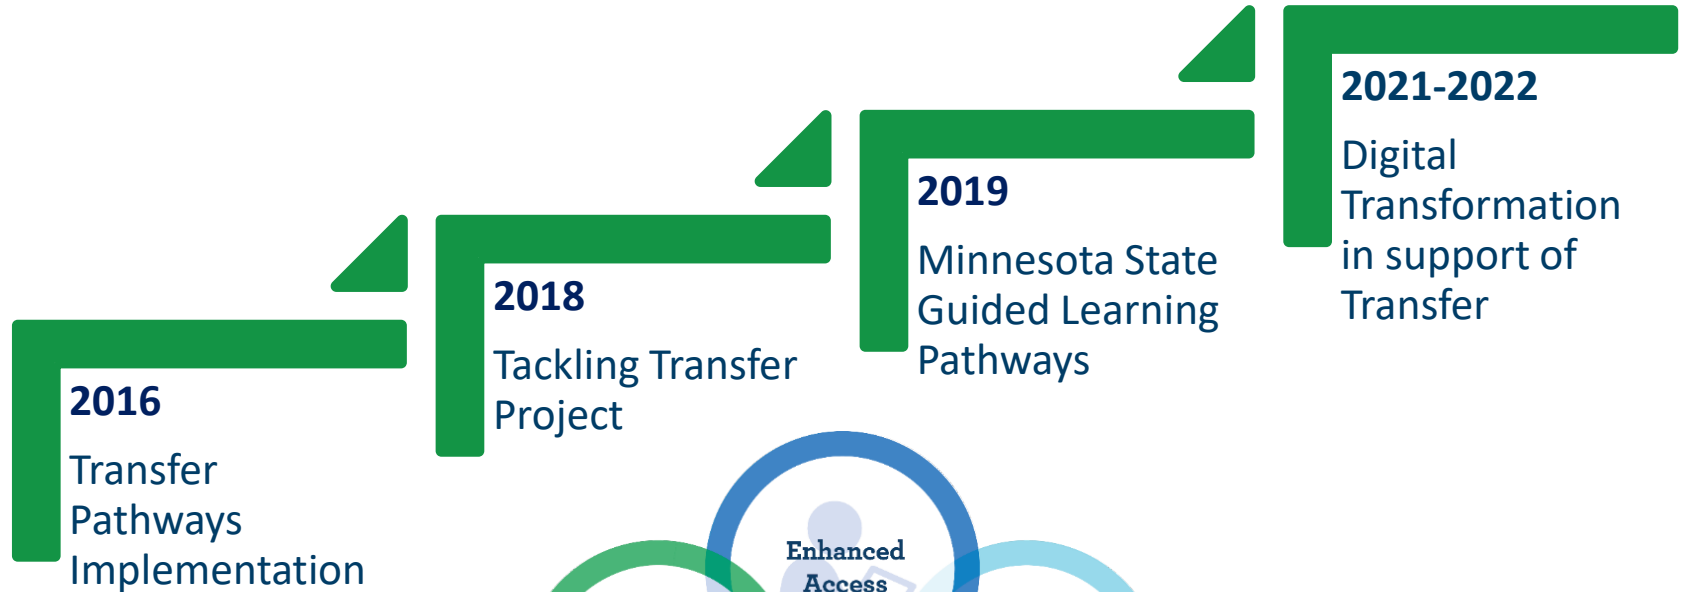 2016
Transfer
Pathways
Implementation
2018
Tackling Transfer
Project
2019
Minnesota State
Guided Learning
Pathways
2021-2022
Digital
Transformation
in support of
Transfer
Enhanced
Access